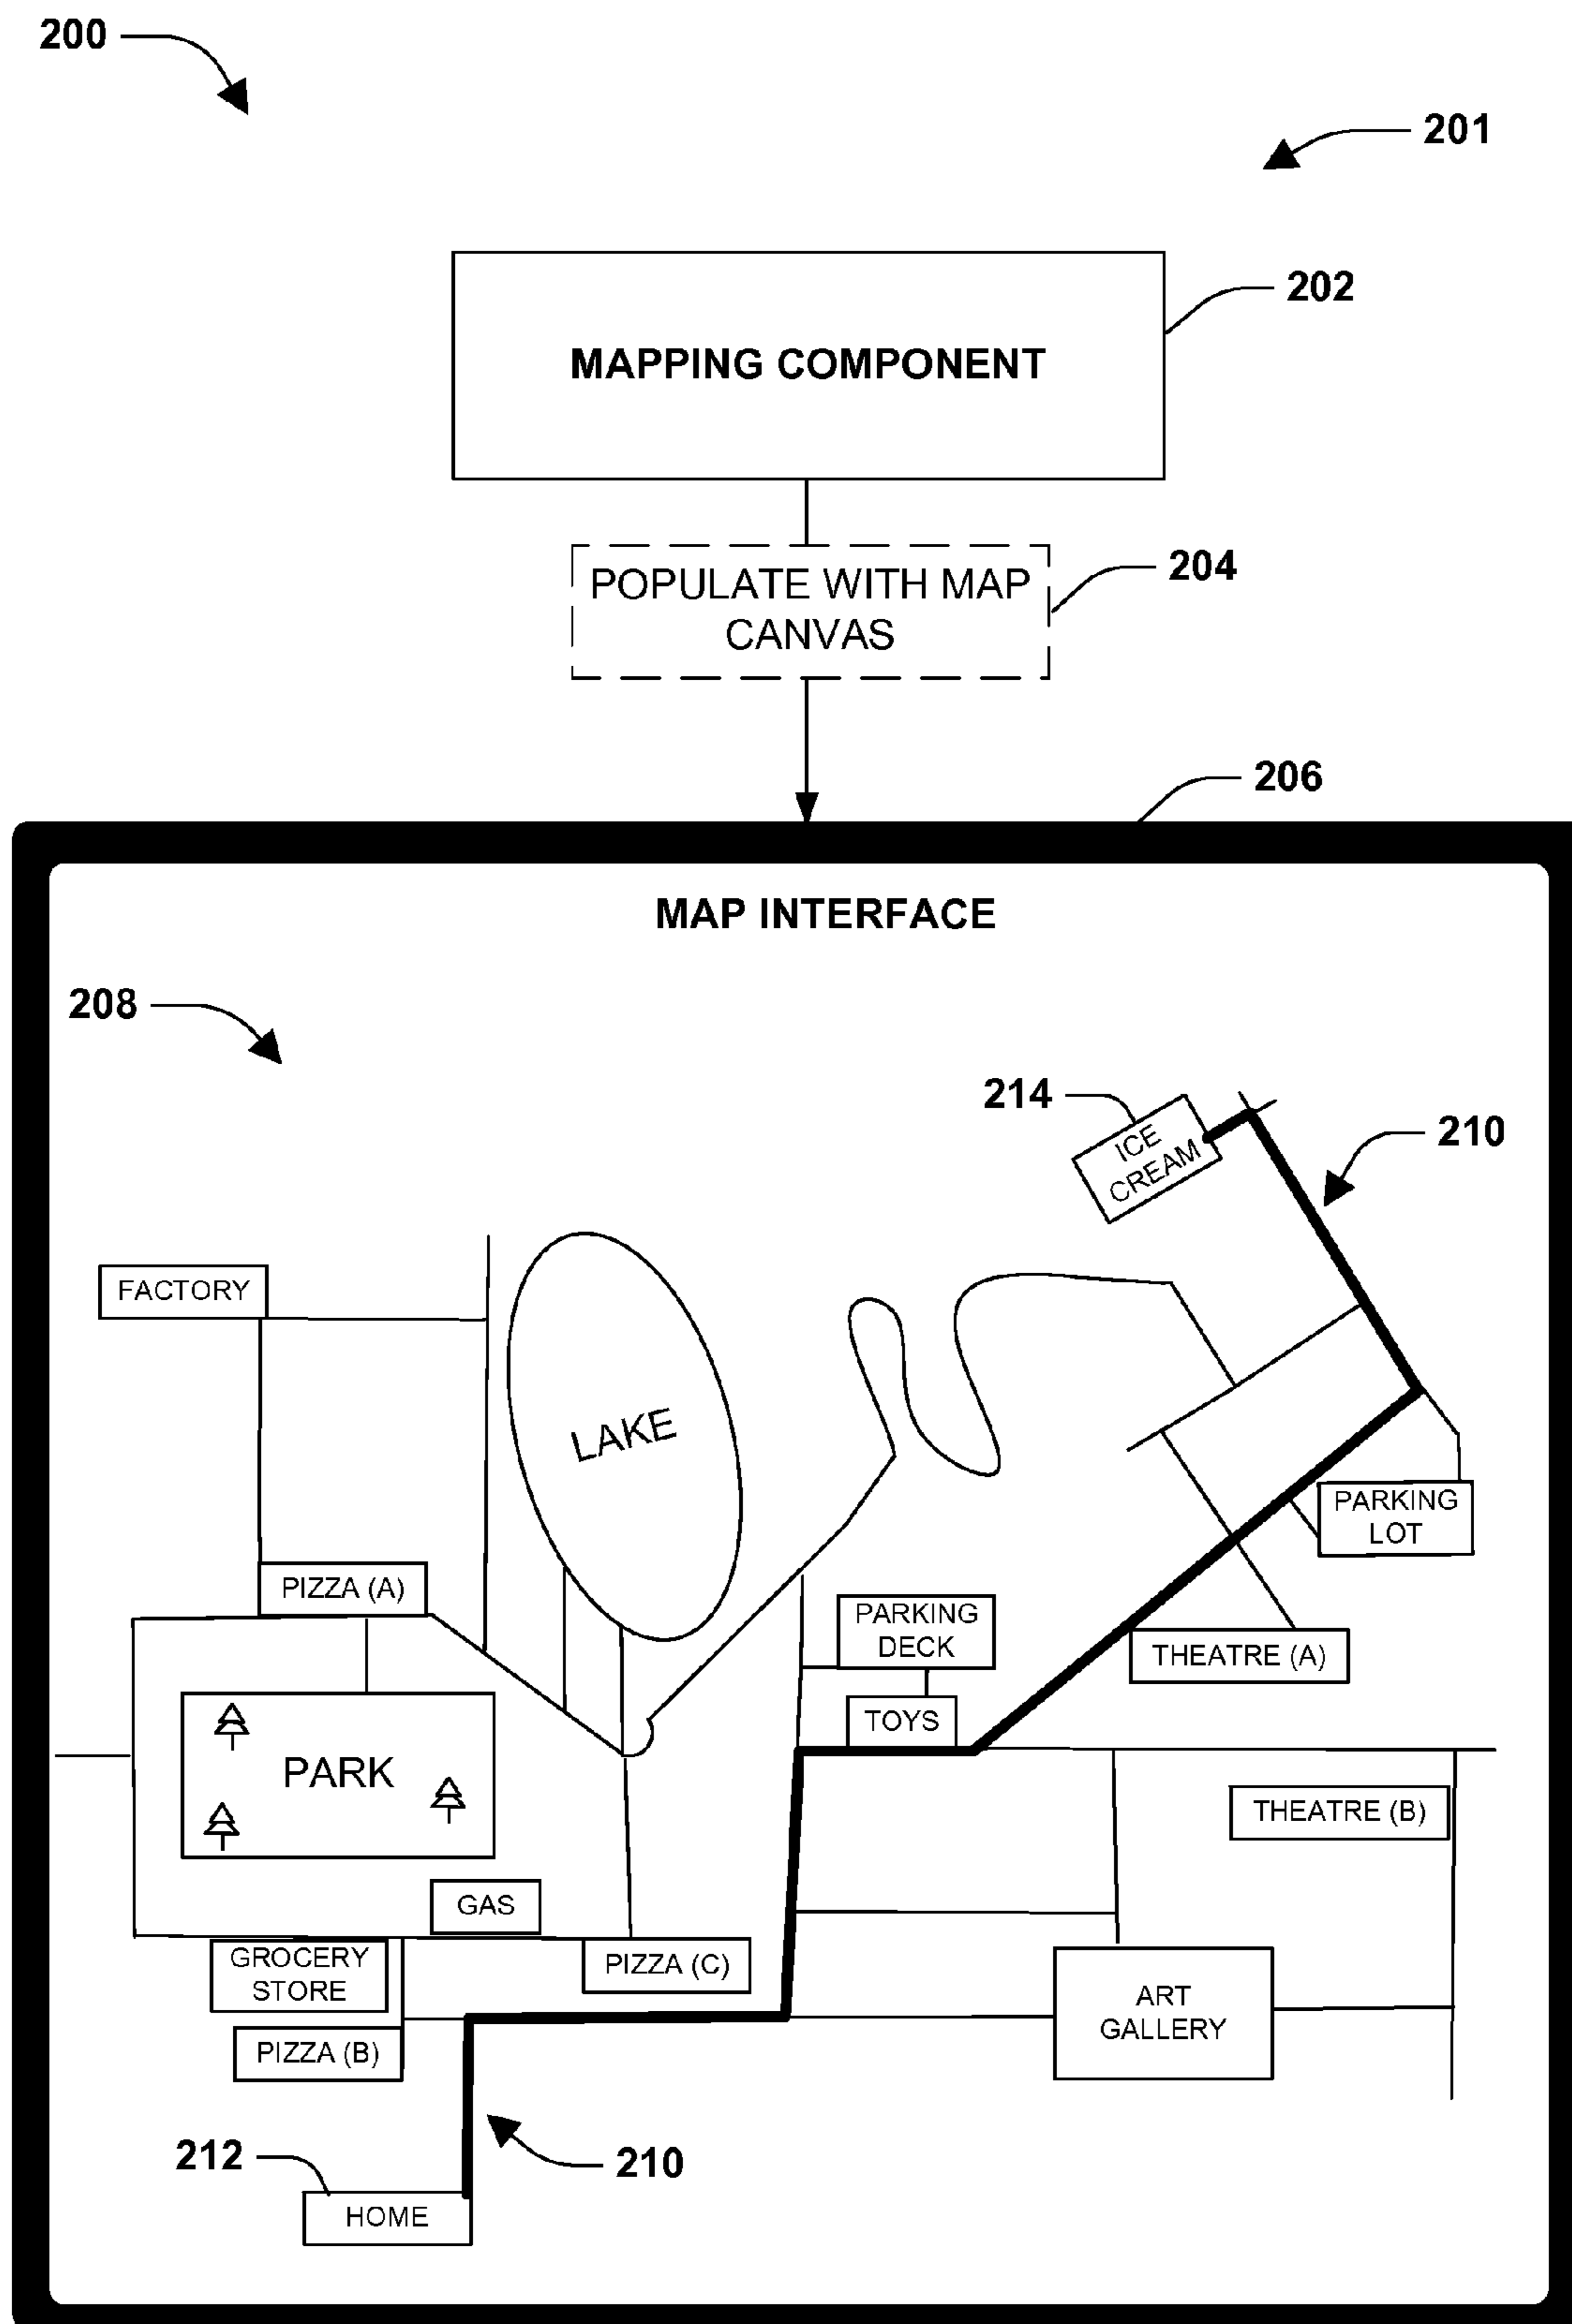 200
201
202
MAPPING COMPONENT
204
POPULATE WITH MAP
CANVAS
206
MAP INTERFACE
208
214
ICE
CREAM
210
FACTORY
LAKE
PARKING
LOT
PIZZA (A)
PARKING
DECK
THEATRE (A)
TOYS
PARK
THEATRE (B)
GAS
GROCERY
STORE
PIZZA (C)
ART
GALLERY
PIZZA (B)
212
210
HOME